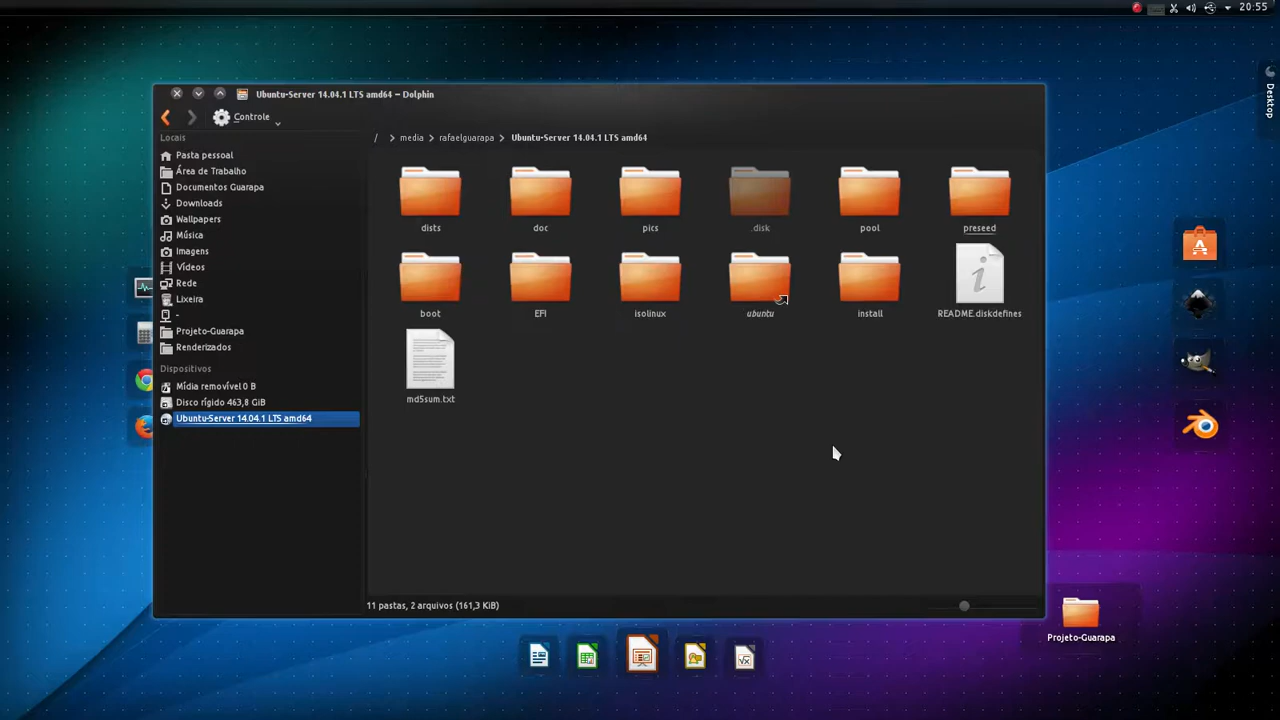 20:55
Desktop
Ubuntu-Server 14.04.1 LTS amd64 – Dolphin
Controle
/ > media > rafaelguarapa > Ubuntu-Server 14.04.1 LTS amd64
Locais
Pasta pessoal
Área de Trabalho
Documentos Guarapa
Downloads
Wallpapers
Música
Imagens
Vídeos
Rede
Lixeira
-
Projeto-Guarapa
Renderizados
Dispositivos
Mídia removível 0 B
Disco rígido 463,8 GiB
Ubuntu-Server 14.04.1 LTS amd64
dists doc pics .disk pool preseed
boot EFI isolinux ubuntu install README.diskdefines
md5sum.txt
11 pastas, 2 arquivos (161,3 KiB)
Projeto-Guarapa